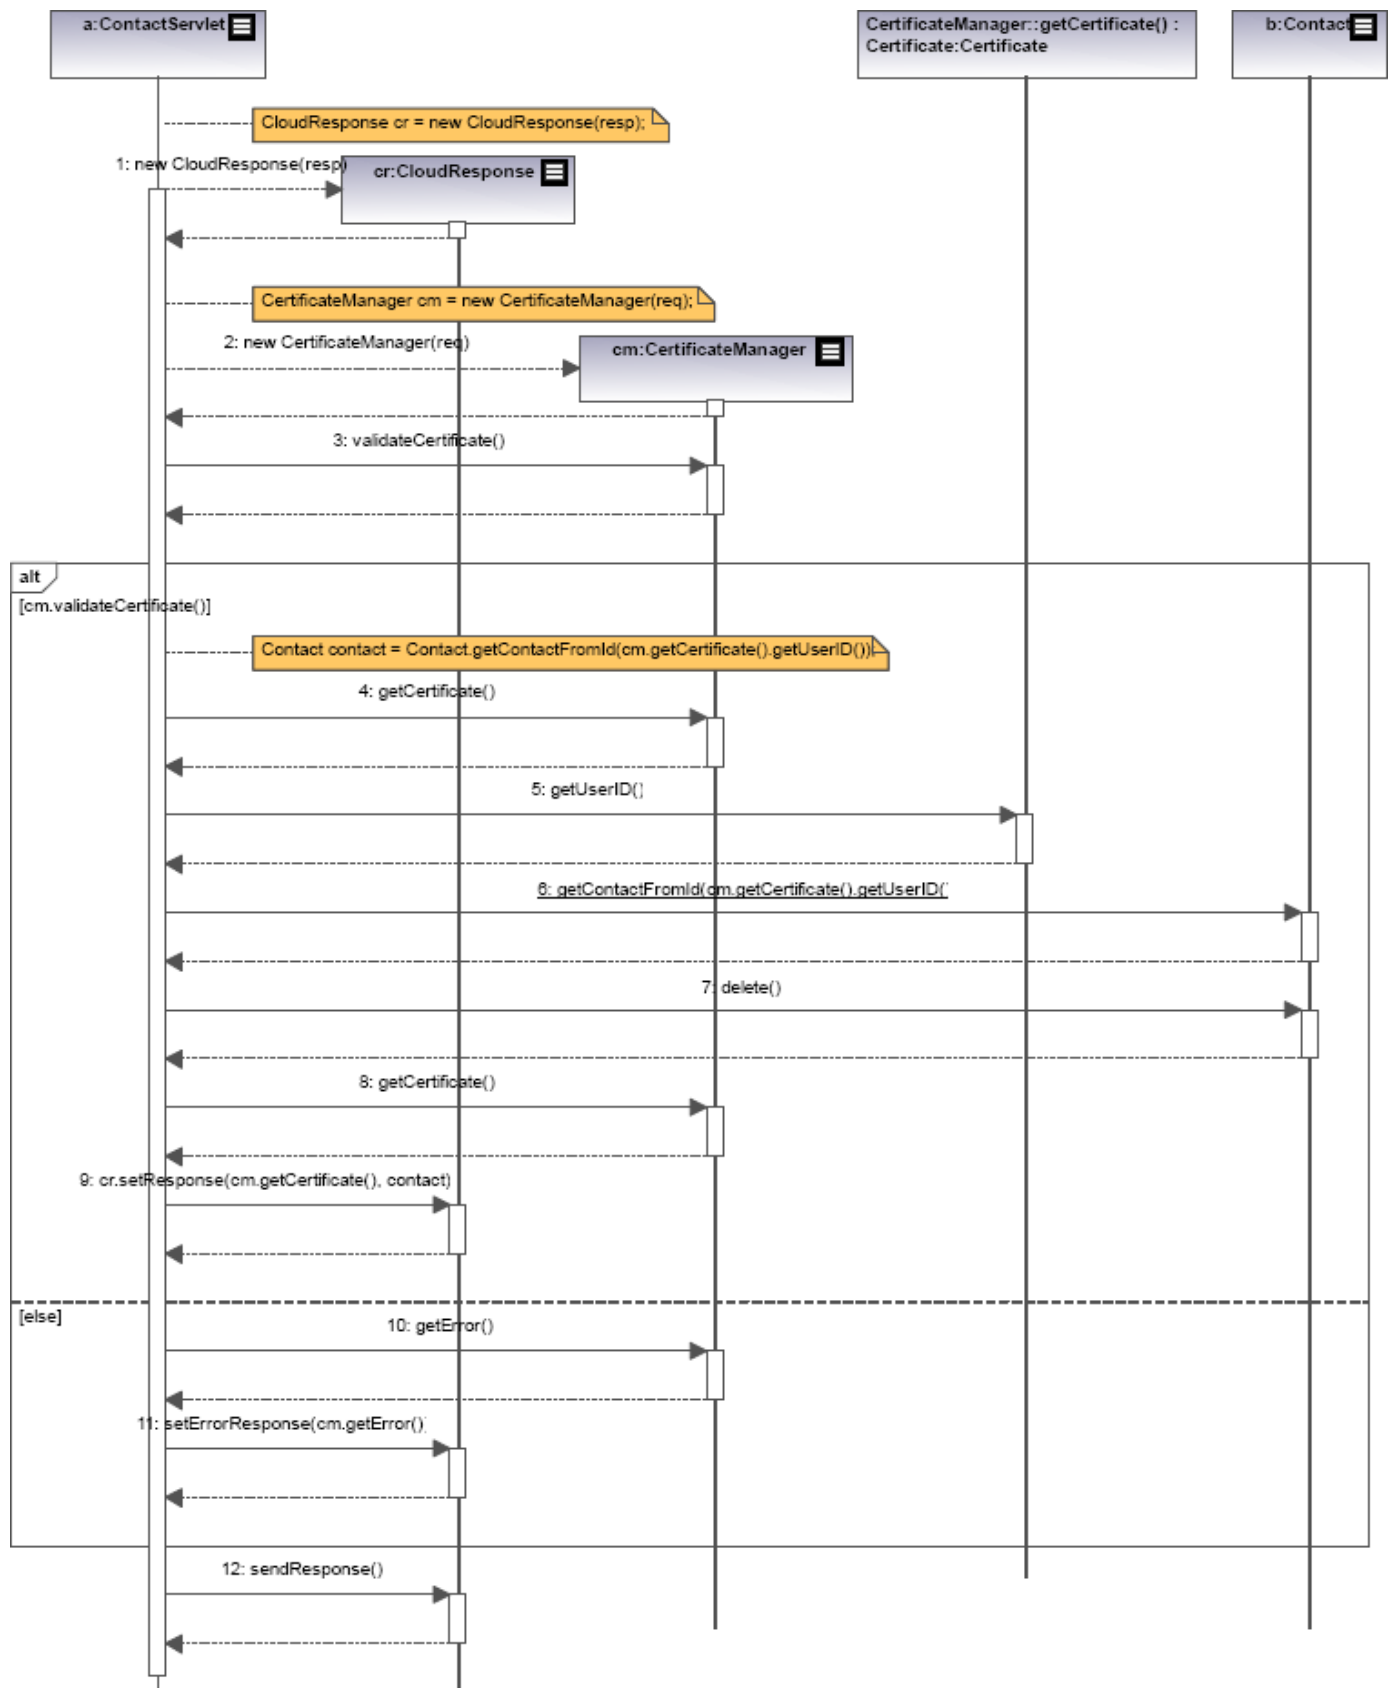 a:ContactServlet
CertificateManager::getCertificate() :
Certificate:Certificate
b:Contact
CloudResponse cr = new CloudResponse(resp);
1: new CloudResponse(resp)
cr:CloudResponse
CertificateManager cm = new CertificateManager(req);
2: new CertificateManager(req)
cm:CertificateManager
3: validateCertificate()
alt
[cm.validateCertificate()]
Contact contact = Contact.getContactFromId(cm.getCertificate().getUserID());
4: getCertificate()
5: getUserID()
6: getContactFromId(cm.getCertificate().getUserID()
7: delete()
8: getCertificate()
9: cr.setResponse(cm.getCertificate(), contact)
[else]
10: getError()
11: setErrorResponse(cm.getError())
12: sendResponse()